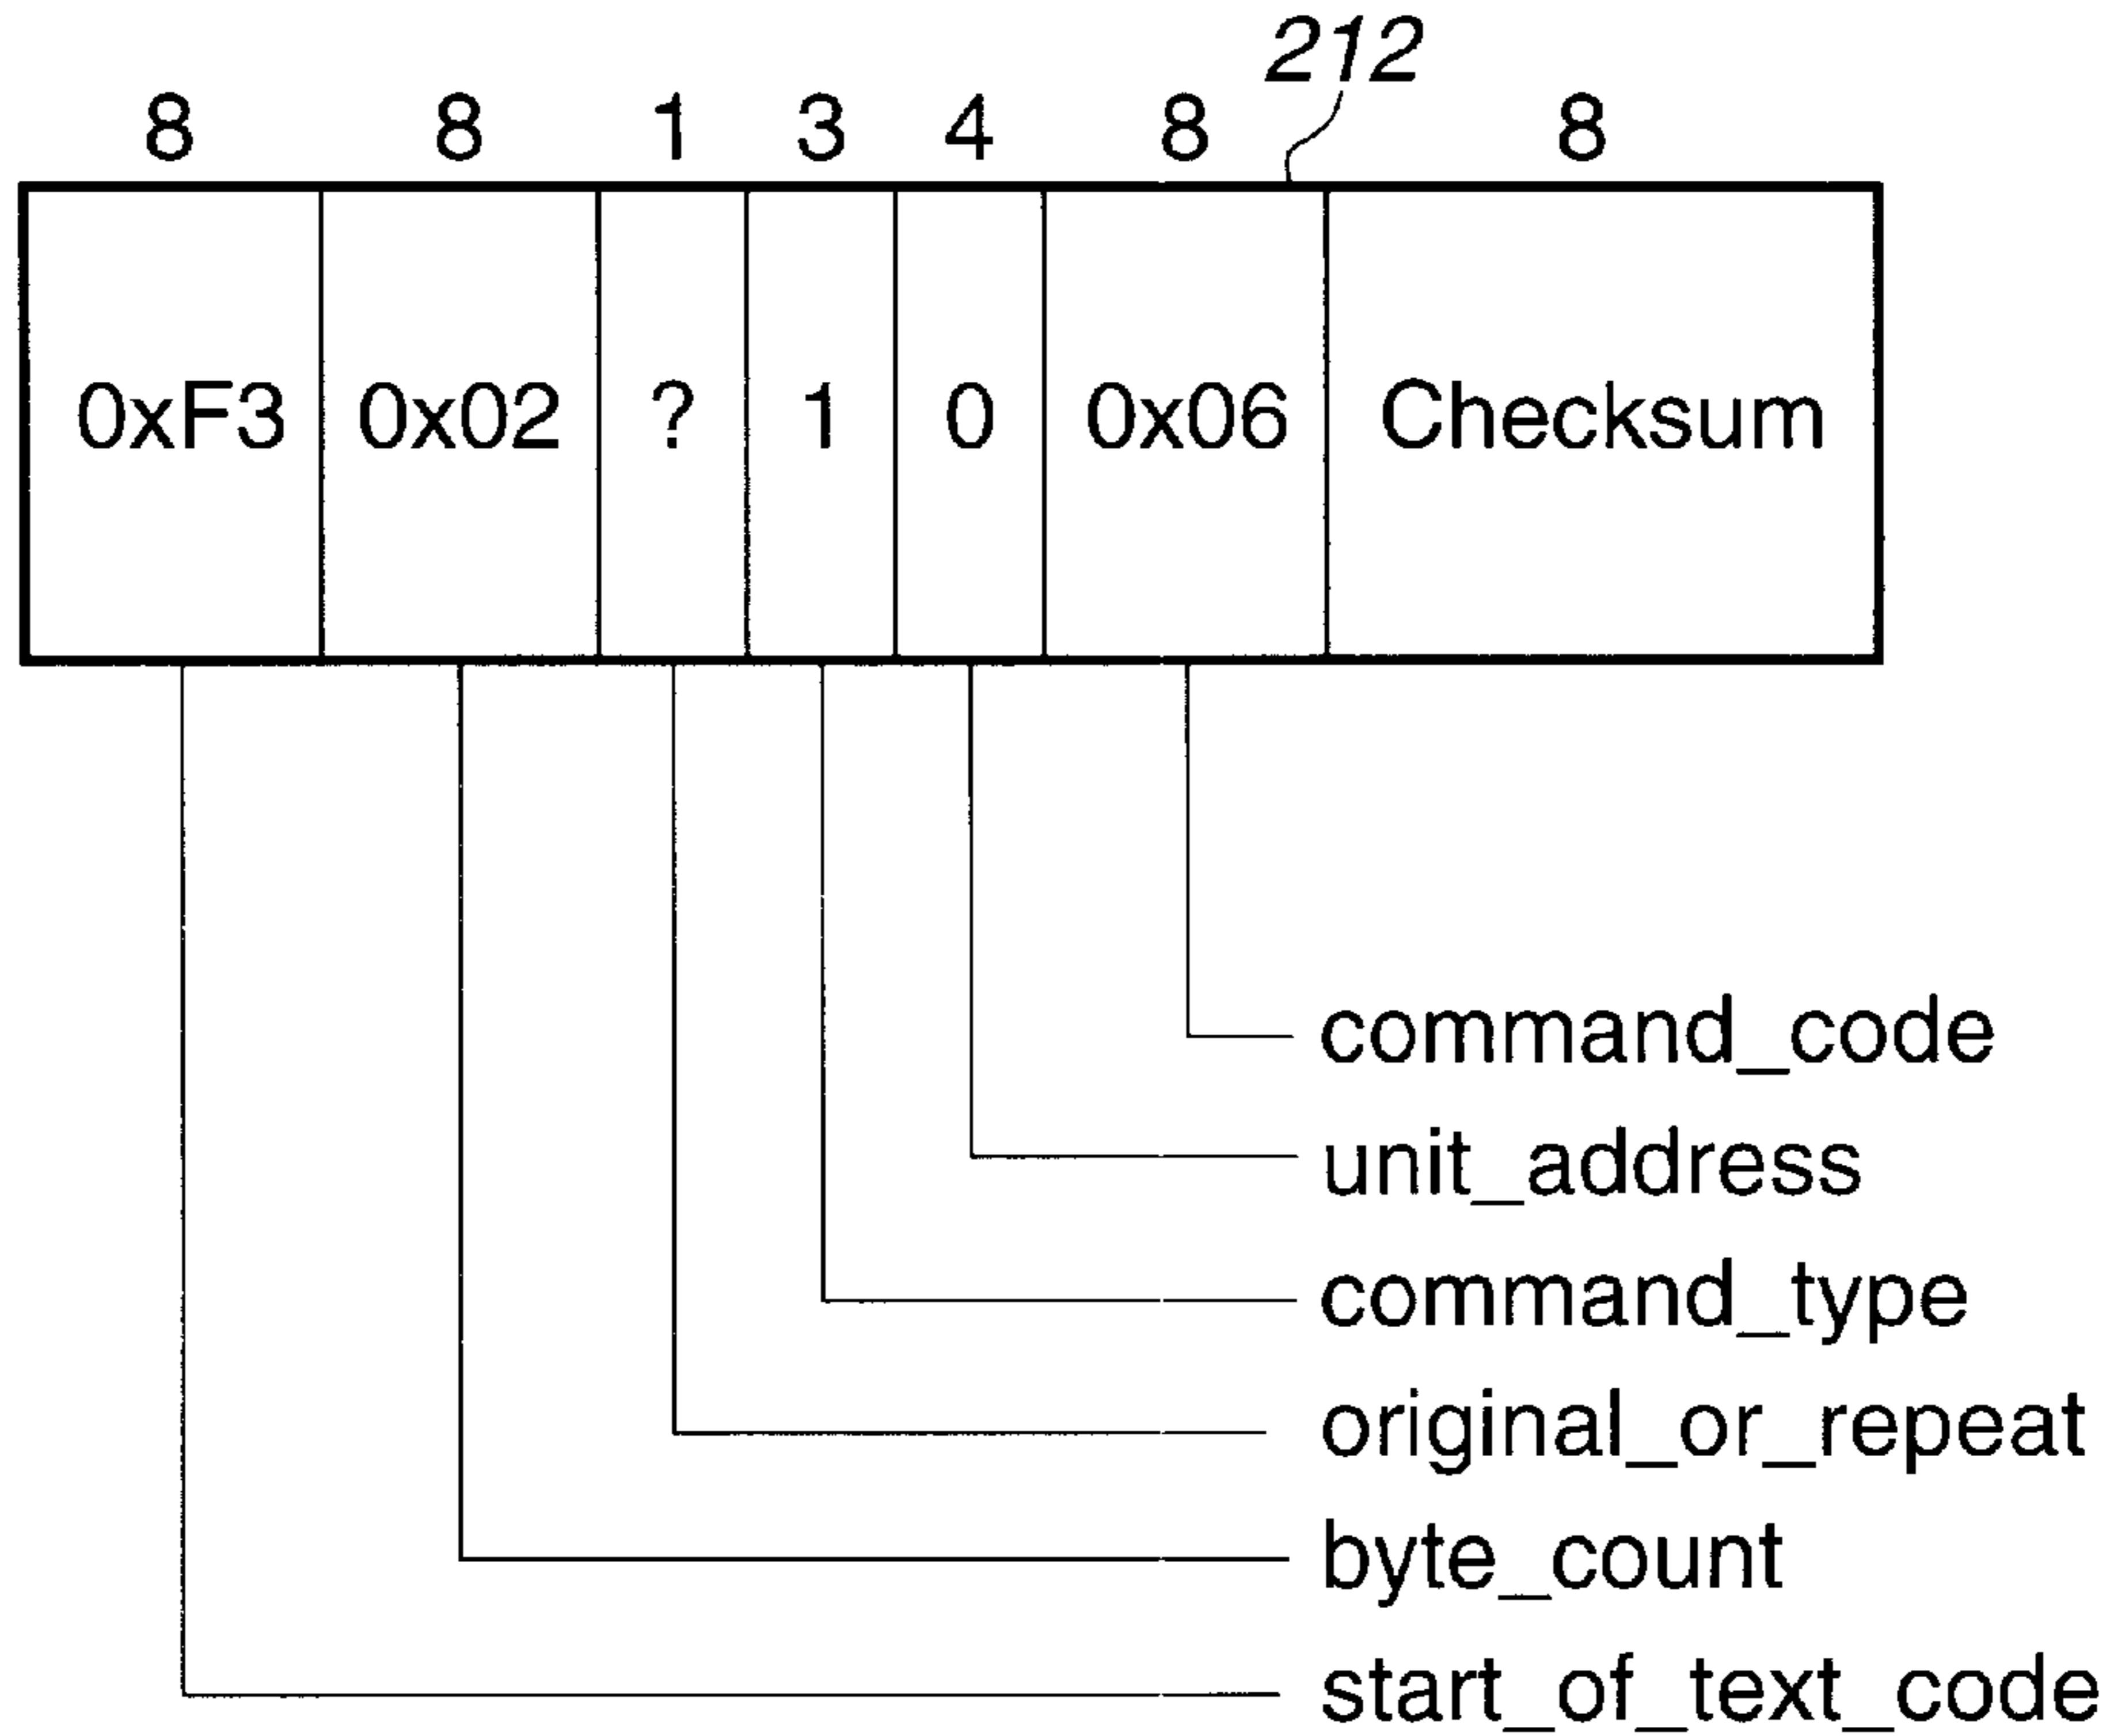 212
8 8 1 3 4 8 8
0xF3 0x02 ? 1 0 0x06 Checksum
command_code
unit_address
command_type
original_or_repeat
byte_count
start_of_text_code